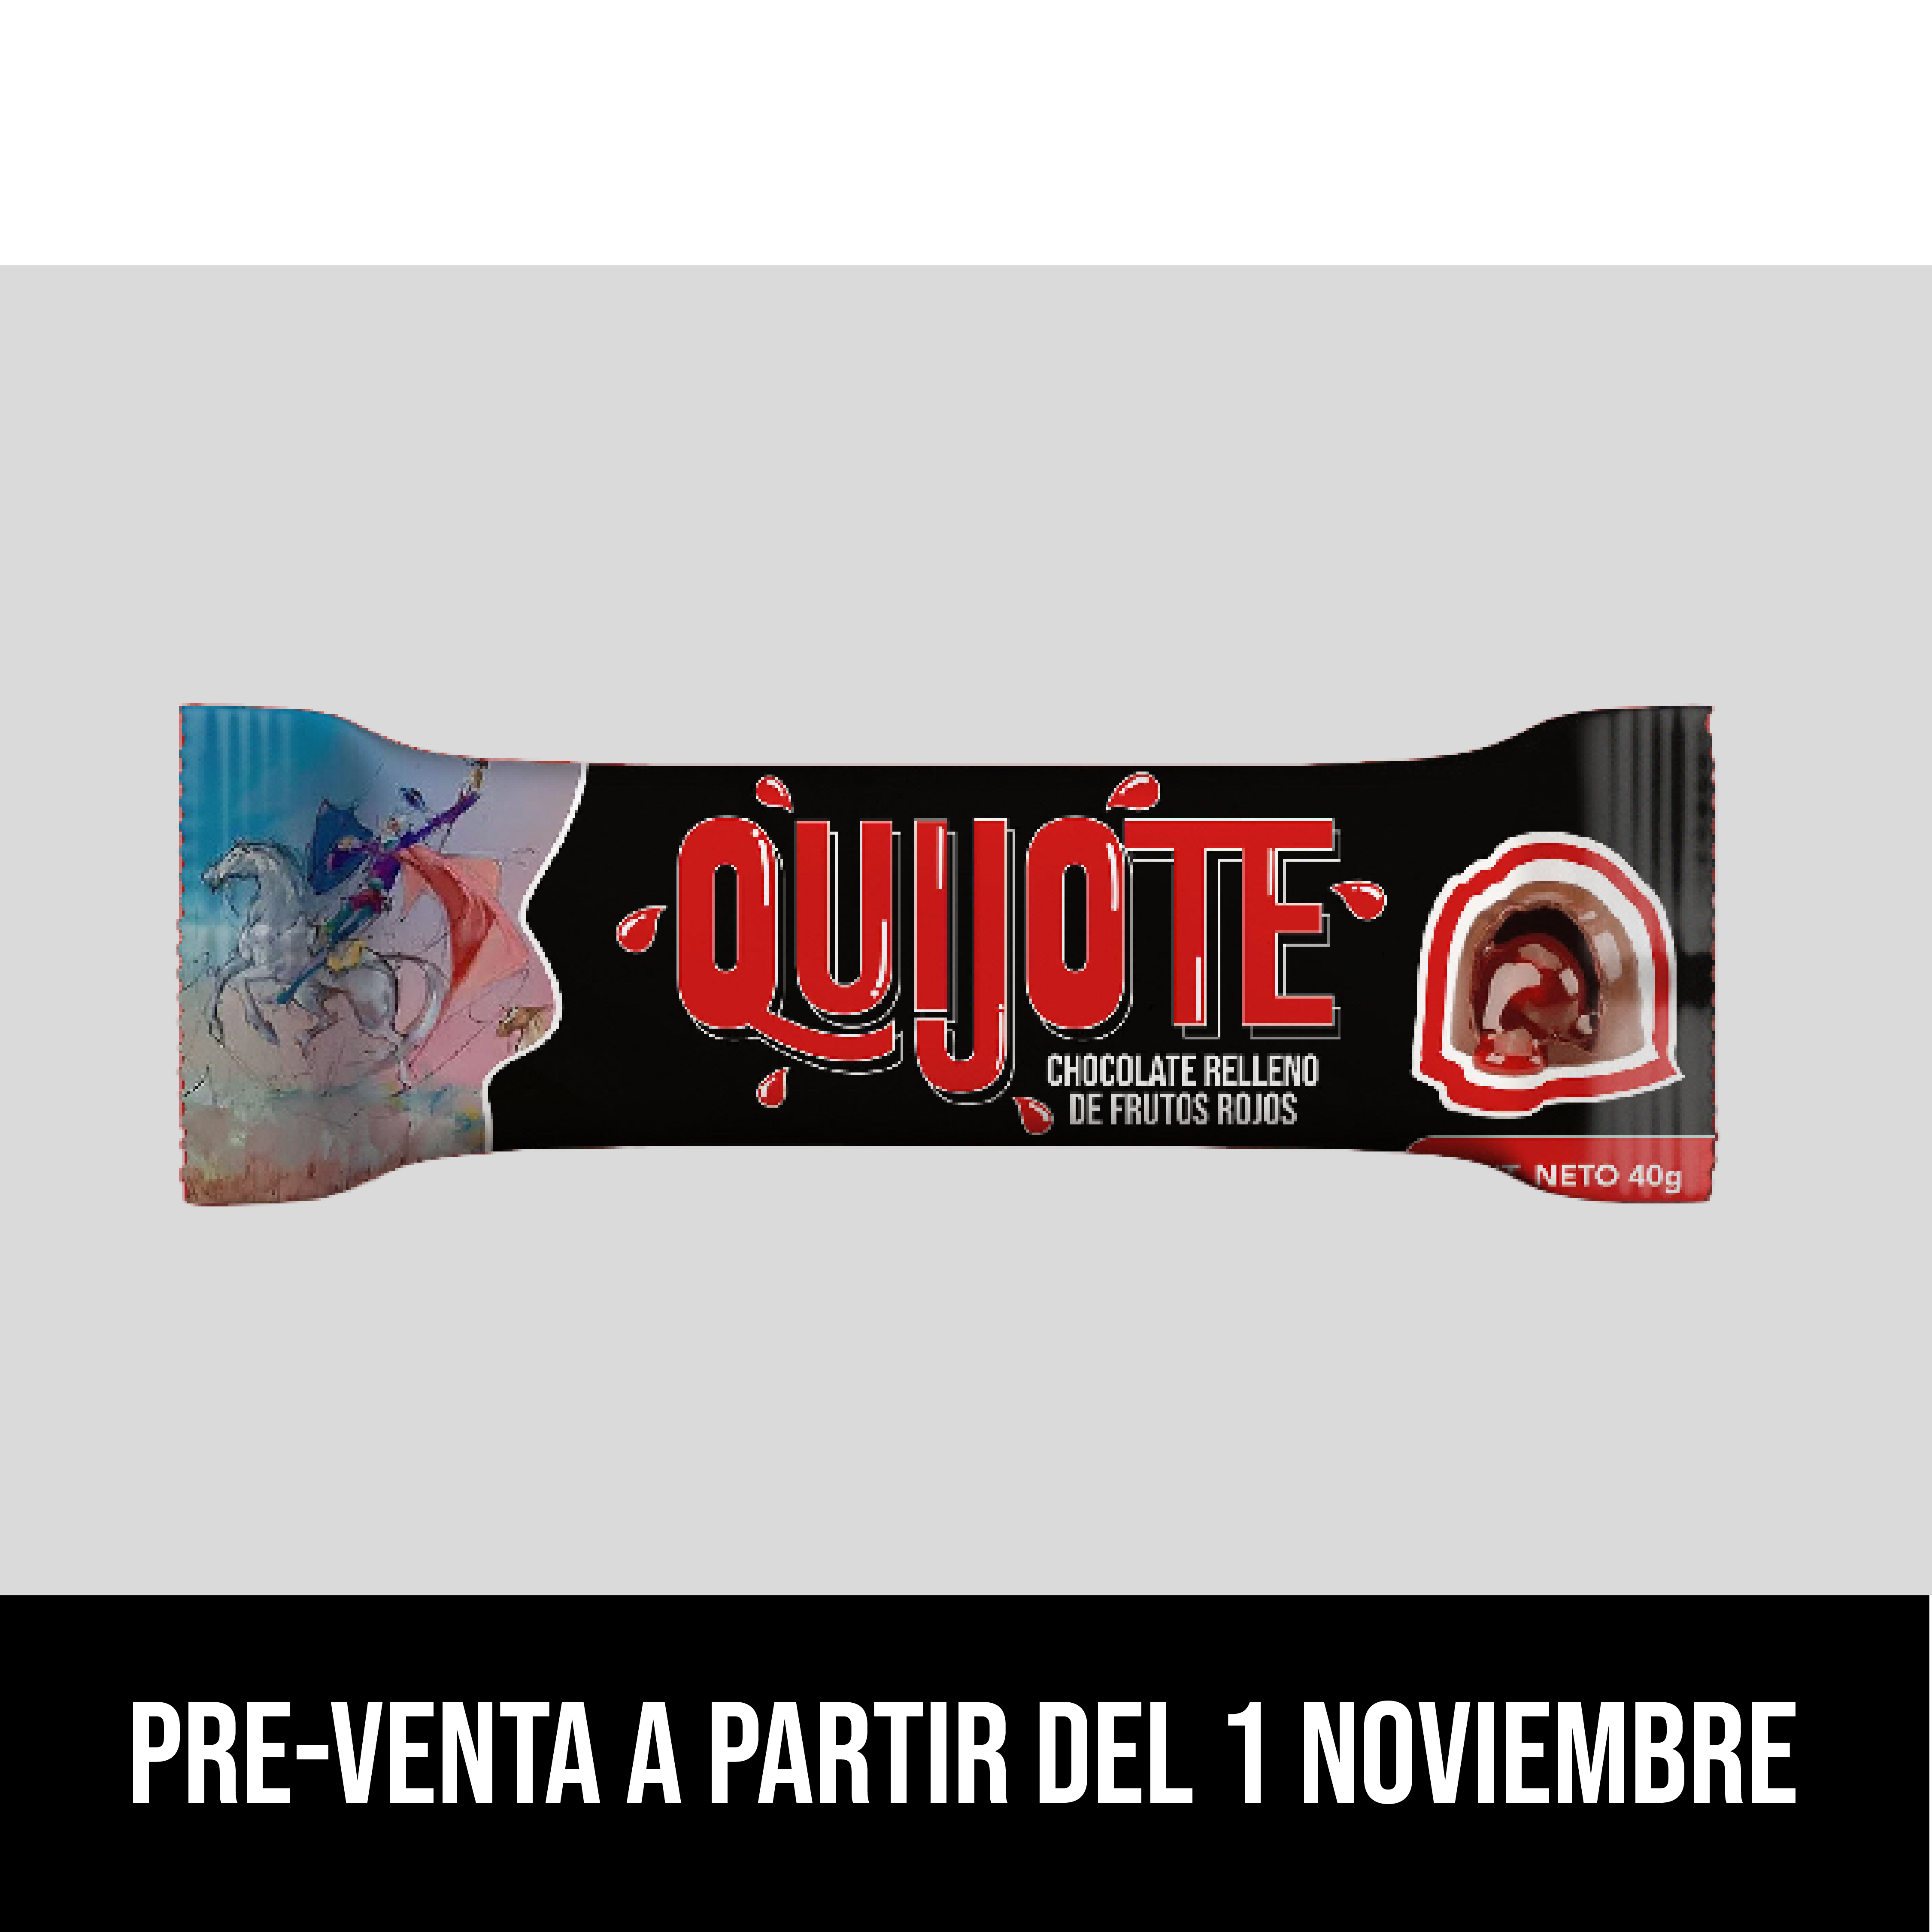 QUIJOTE
CHOCOLATE RELLENO
DE FRUTOS ROJOS
NETO 40g
PRE-VENTA A PARTIR DEL 1 NOVIEMBRE